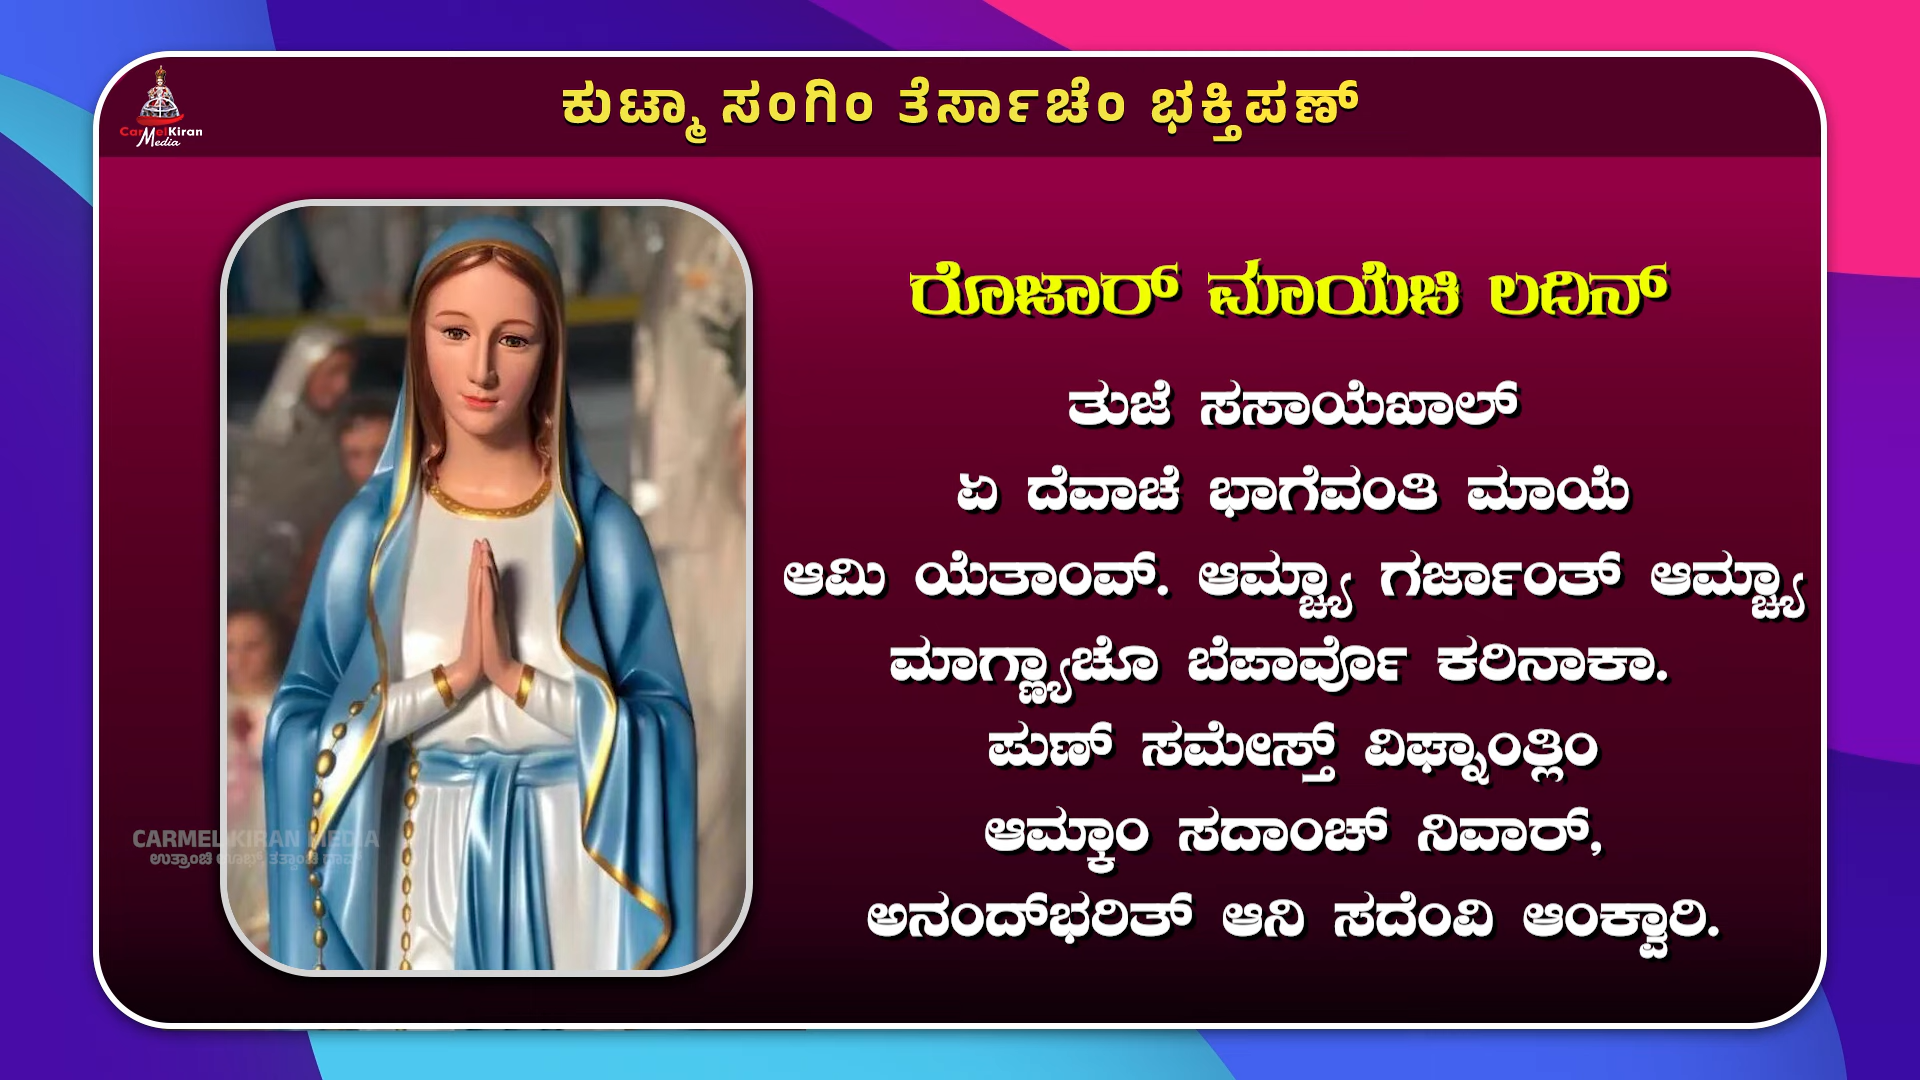 ಕುಟ್ಮಾ ಸಂಗಿಂ ತೆರ್ಸಾಚೆಂ ಭಕ್ತಿಪಣ್
CarmelKiran
Media
ರೊಜಾರ್ ಮಾಯೆಚಿ ಲದಿನ್
ತುಜೆ ಸಸಾಯೆಖಾಲ್
ಏ ದೆವಾಚೆ ಭಾಗೆವಂತಿ ಮಾಯೆ
ಆಮಿ ಯೆತಾಂವ್. ಆಮ್ಚ್ಯಾ ಗರ್ಜಾಂತ್ ಆಮ್ಚ್ಯಾ
ಮಾಗ್ಣ್ಯಾಚೊ ಬೆಪಾರ್ವೊ ಕರಿನಾಕಾ.
ಪುಣ್ ಸಮೇಸ್ತ್ ವಿಘ್ನಾಂತ್ಲಿಂ
ಆಮ್ಕಾಂ ಸದಾಂಚ್ ನಿವಾರ್,
ಅನಂದ್‌ಭರಿತ್ ಆನಿ ಸದೆಂವಿ ಆಂಕ್ವಾರಿ.
CARMEL KIRAN MEDIA